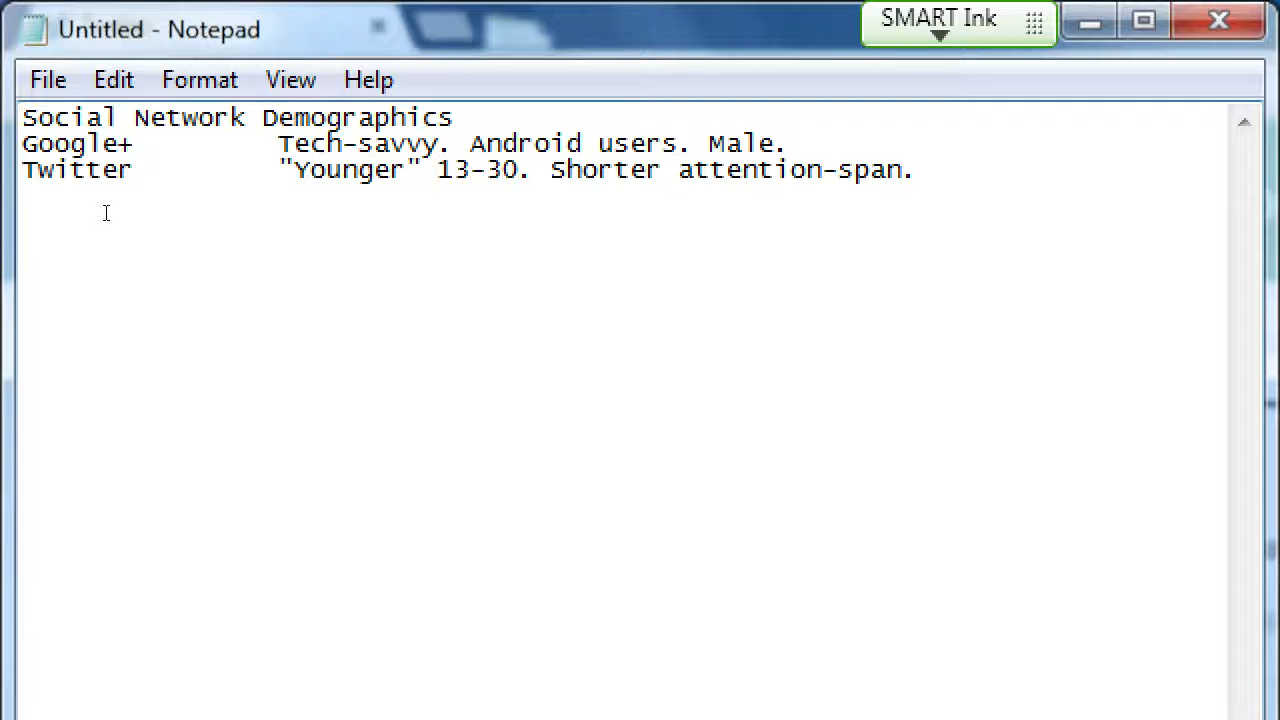 Untitled - Notepad
SMART Ink
File Edit Format View Help
Social Network Demographics
Google+ Tech-savvy. Android users. Male.
Twitter "Younger" 13-30. Shorter attention-span.